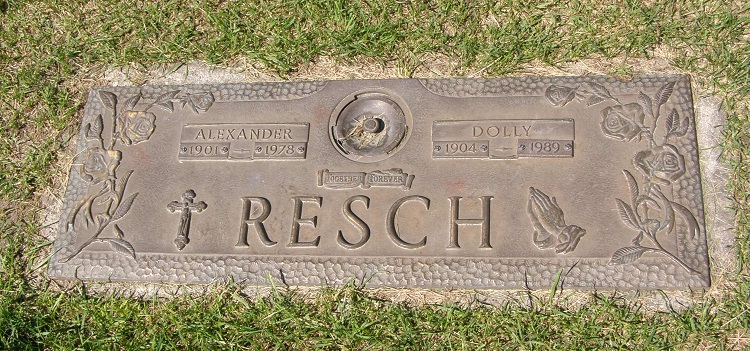 ALEXANDER
1901 – 1978
DOLLY
1904 – 1989
TOGETHER FOREVER
RESCH